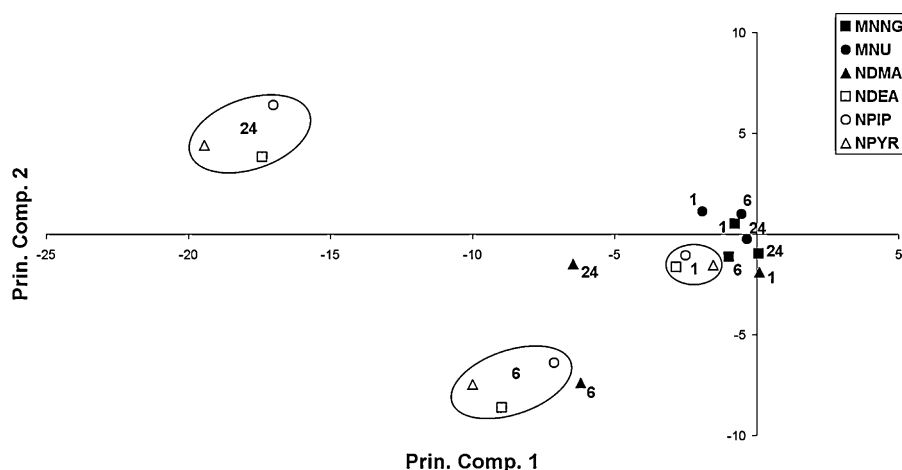 10
MNNG
MNU
NDMA
NDEA
NPIP
NPYR
24
5
Prin. Comp. 2
1
6
1
24
-25
-20
-15
-10
-5
5
24
1
6
24
1
-5
6
6
-10
Prin. Comp. 1